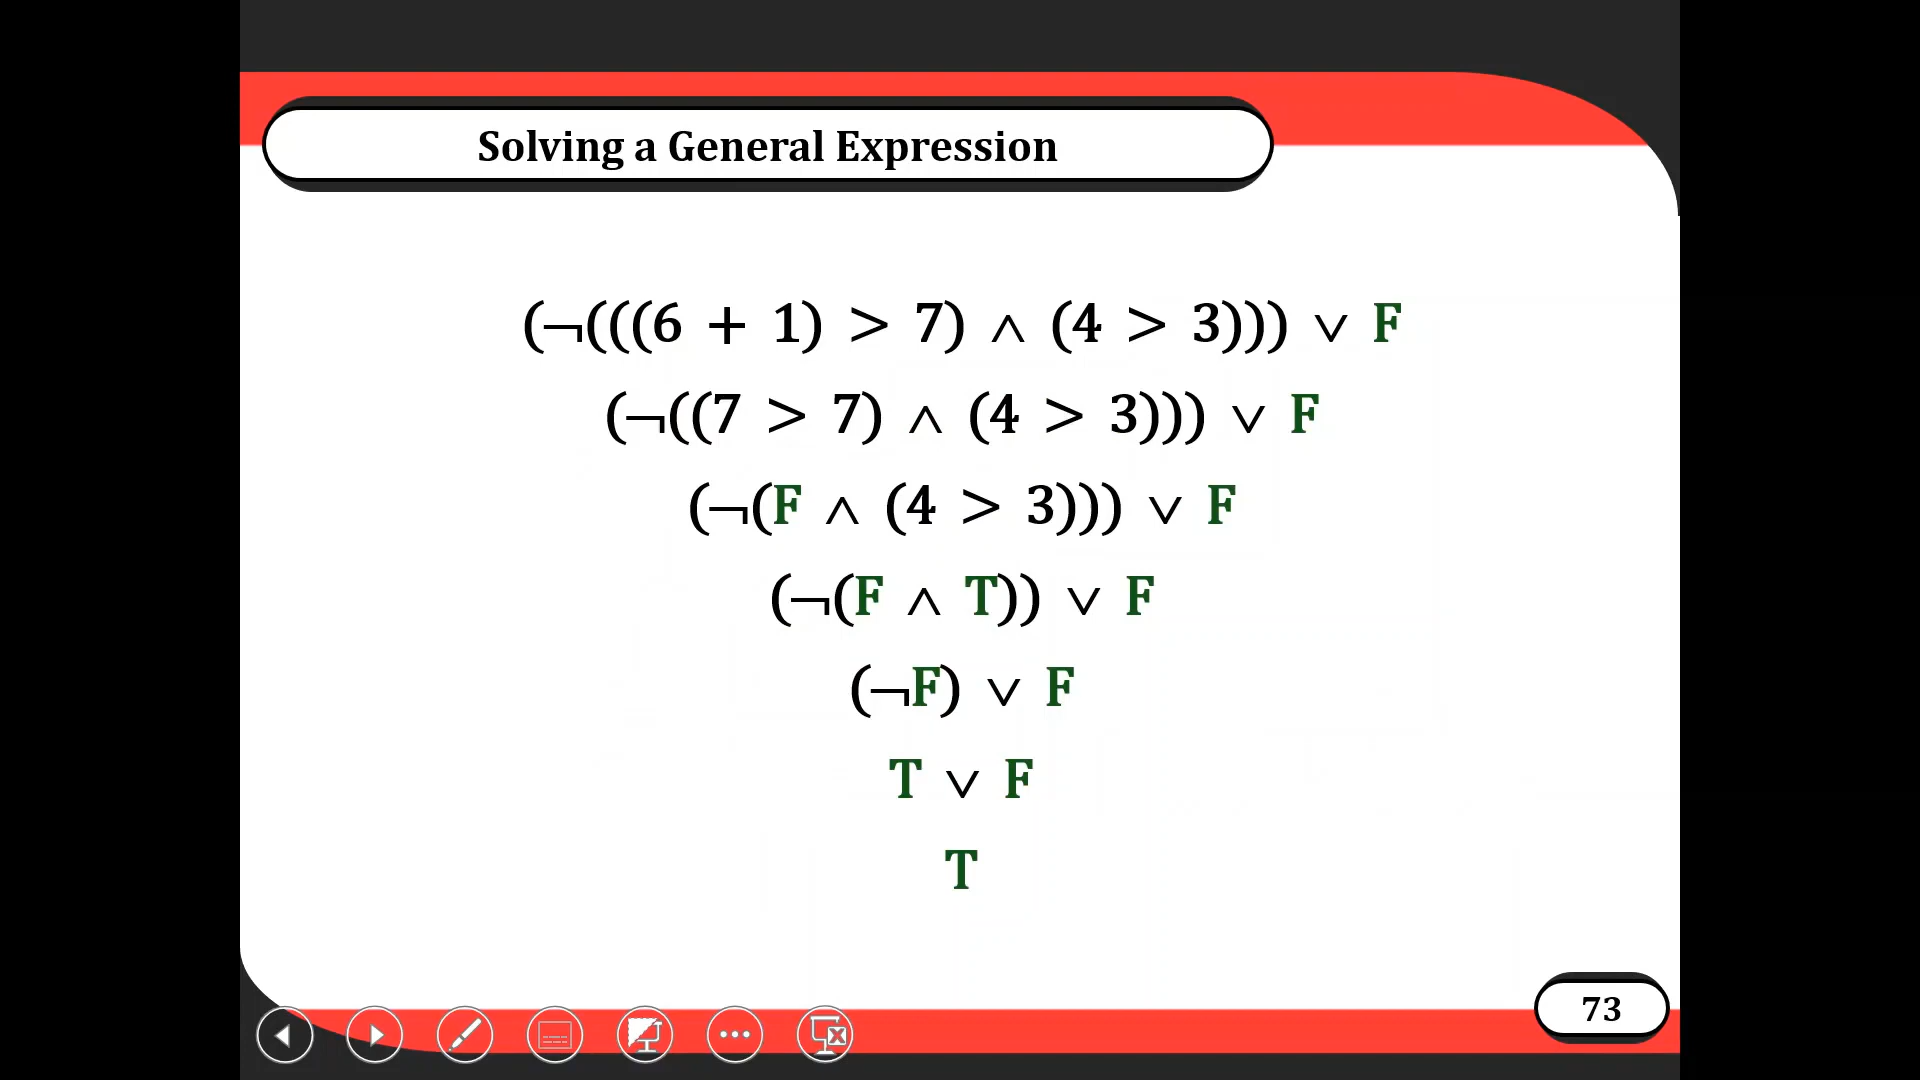 Solving a General Expression
(¬(((6 + 1) > 7) ∧ (4 > 3))) ∨ F
(¬((7 > 7) ∧ (4 > 3))) ∨ F
(¬(F ∧ (4 > 3))) ∨ F
(¬(F ∧ T)) ∨ F
(¬F) ∨ F
T ∨ F
T
73